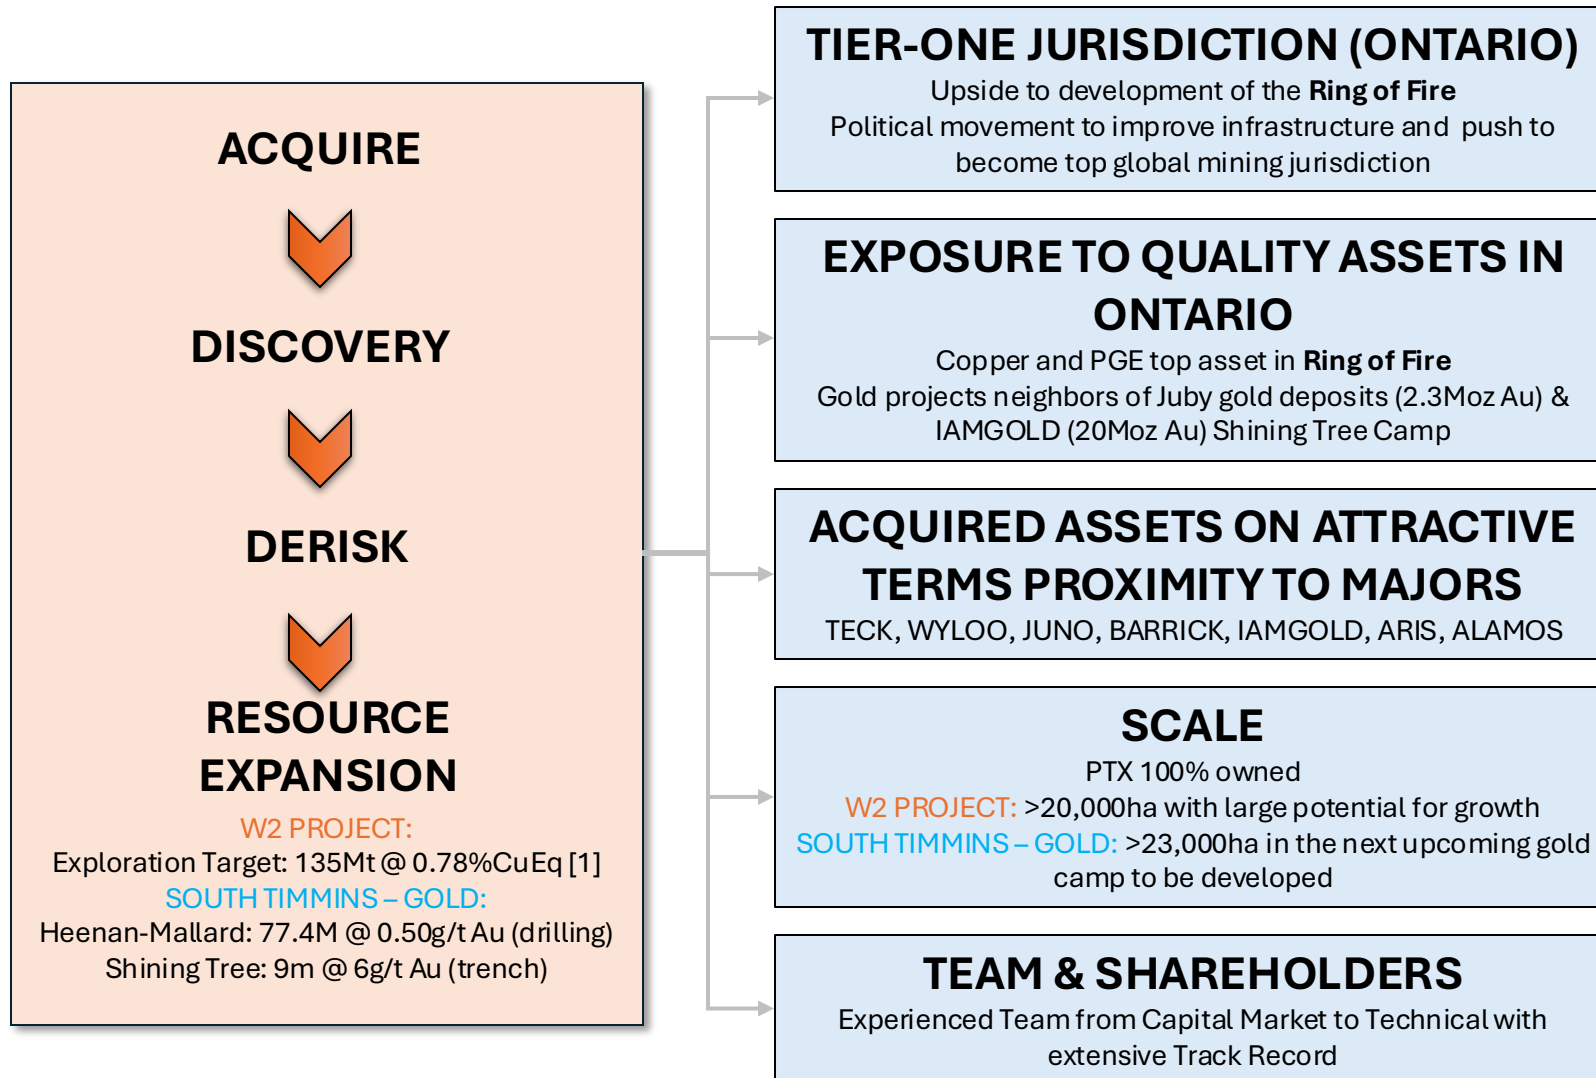 ACQUIRE
DISCOVERY
DERISK
RESOURCE
EXPANSION
W2 PROJECT:
Exploration Target: 135Mt @ 0.78%CuEq [1]
SOUTH TIMMINS – GOLD:
Heenan-Mallard: 77.4M @ 0.50g/t Au (drilling)
Shining Tree: 9m @ 6g/t Au (trench)
TIER-ONE JURISDICTION (ONTARIO)
Upside to development of the Ring of Fire
Political movement to improve infrastructure and push to
become top global mining jurisdiction
EXPOSURE TO QUALITY ASSETS IN
ONTARIO
Copper and PGE top asset in Ring of Fire
Gold projects neighbors of Juby gold deposits (2.3Moz Au) &
IAMGOLD (20Moz Au) Shining Tree Camp
ACQUIRED ASSETS ON ATTRACTIVE
TERMS PROXIMITY TO MAJORS
TECK, WYLOO, JUNO, BARRICK, IAMGOLD, ARIS, ALAMOS
SCALE
PTX 100% owned
W2 PROJECT: >20,000ha with large potential for growth
SOUTH TIMMINS – GOLD: >23,000ha in the next upcoming gold
camp to be developed
TEAM & SHAREHOLDERS
Experienced Team from Capital Market to Technical with
extensive Track Record